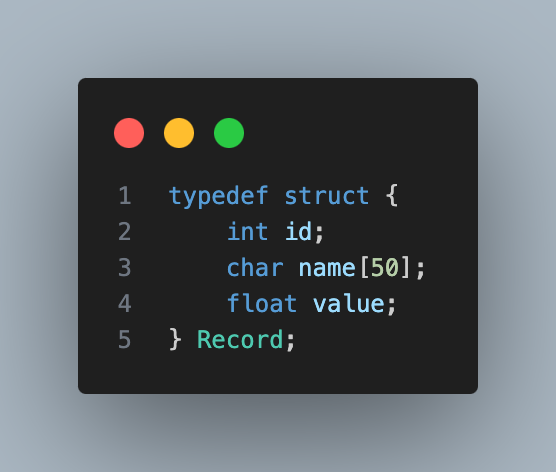 1 typedef struct {
2     int id;
3     char name[50];
4     float value;
5 } Record;